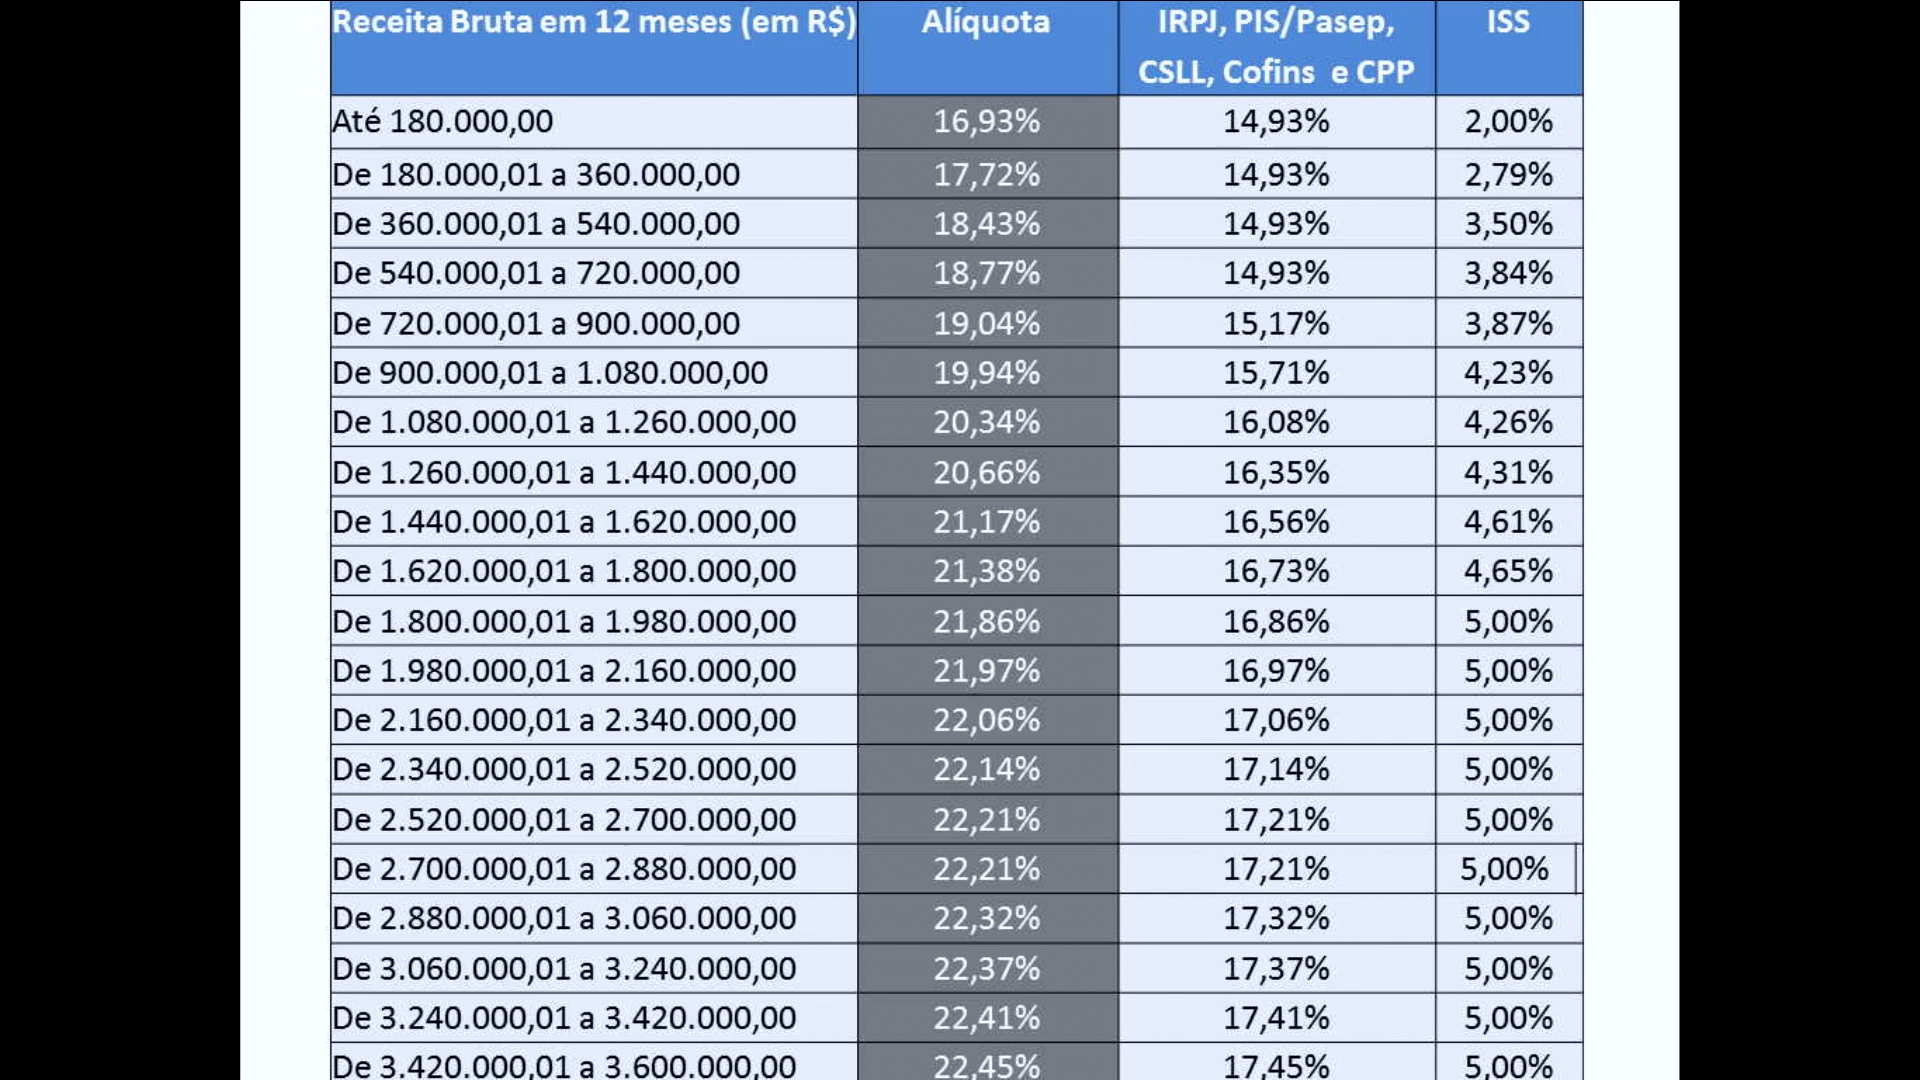 Receita Bruta em 12 meses (em R$) Alíquota IRPJ, PIS/Pasep, ISS
CSLL, Cofins e CPP
Até 180.000,00 16,93% 14,93% 2,00%
De 180.000,01 a 360.000,00 17,72% 14,93% 2,79%
De 360.000,01 a 540.000,00 18,43% 14,93% 3,50%
De 540.000,01 a 720.000,00 18,77% 14,93% 3,84%
De 720.000,01 a 900.000,00 19,04% 15,17% 3,87%
De 900.000,01 a 1.080.000,00 19,94% 15,71% 4,23%
De 1.080.000,01 a 1.260.000,00 20,34% 16,08% 4,26%
De 1.260.000,01 a 1.440.000,00 20,66% 16,35% 4,31%
De 1.440.000,01 a 1.620.000,00 21,17% 16,56% 4,61%
De 1.620.000,01 a 1.800.000,00 21,38% 16,73% 4,65%
De 1.800.000,01 a 1.980.000,00 21,86% 16,86% 5,00%
De 1.980.000,01 a 2.160.000,00 21,97% 16,97% 5,00%
De 2.160.000,01 a 2.340.000,00 22,06% 17,06% 5,00%
De 2.340.000,01 a 2.520.000,00 22,14% 17,14% 5,00%
De 2.520.000,01 a 2.700.000,00 22,21% 17,21% 5,00%
De 2.700.000,01 a 2.880.000,00 22,21% 17,21% 5,00%
De 2.880.000,01 a 3.060.000,00 22,32% 17,32% 5,00%
De 3.060.000,01 a 3.240.000,00 22,37% 17,37% 5,00%
De 3.240.000,01 a 3.420.000,00 22,41% 17,41% 5,00%
De 3.420.000,01 a 3.600.000,00 22,45% 17,45% 5,00%